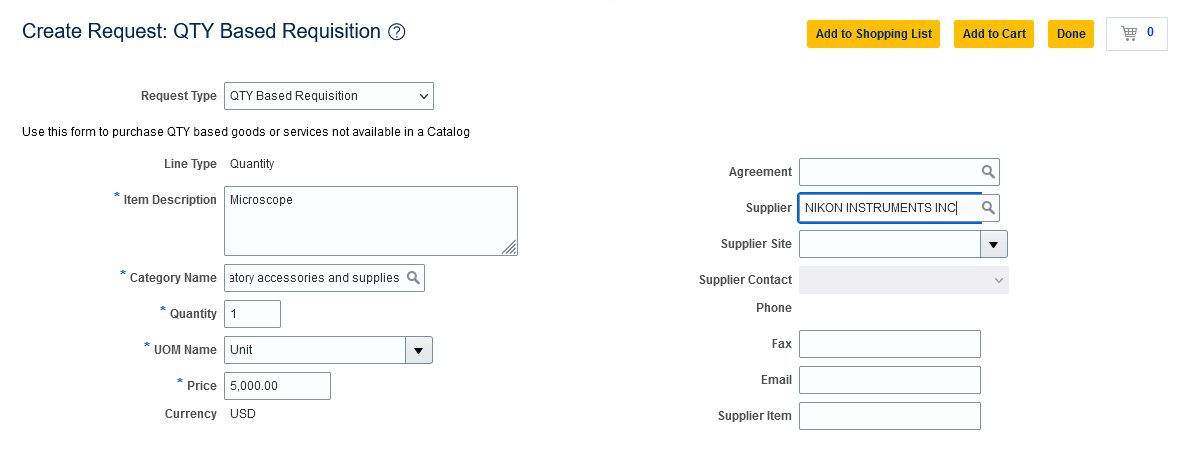 Create Request: QTY Based Requisition ?
Add to Shopping List
Add to Cart
Done
0
Request Type QTY Based Requisition
Use this form to purchase QTY based goods or services not available in a Catalog
Line Type Quantity
* Item Description Microscope
* Category Name atory accessories and supplies
* Quantity 1
* UOM Name Unit
* Price 5,000.00
Currency USD
Agreement
Supplier NIKON INSTRUMENTS INC
Supplier Site
Supplier Contact
Phone
Fax
Email
Supplier Item